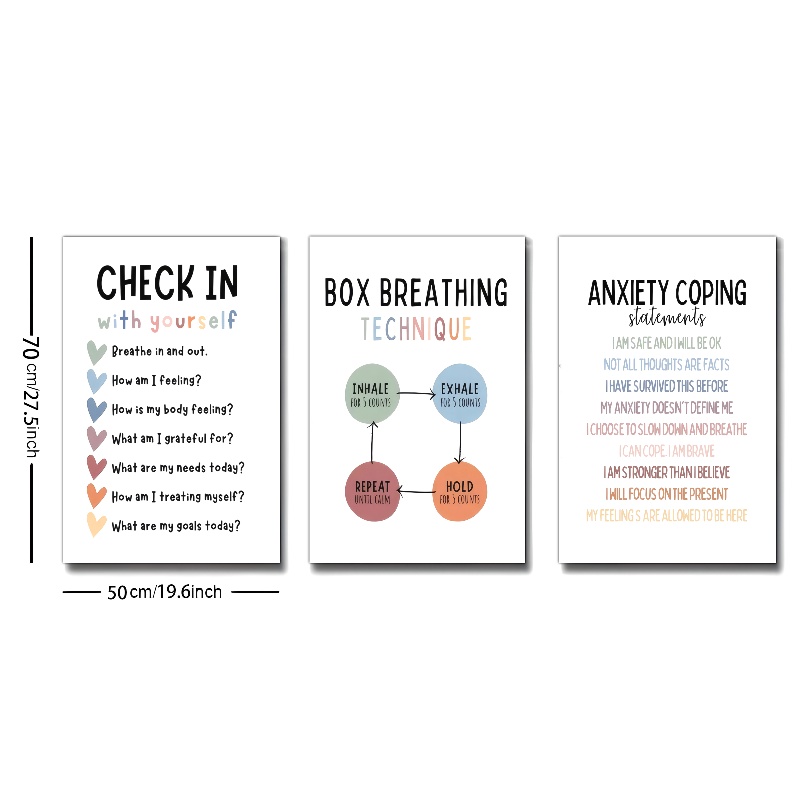 70cm/27.5inch
CHECK IN
with yourself
Breathe in and out.
How am I feeling?
How is my body feeling?
What am I grateful for?
What are my needs today?
How am I treating myself?
What are my goals today?
50cm/19.6inch
BOX BREATHING
TECHNIQUE
INHALE
FOR 5 COUNTS
EXHALE
FOR 5 COUNTS
REPEAT
UNTIL CALM
HOLD
FOR 5 COUNTS
ANXIETY COPING
statements
I AM SAFE AND I WILL BE OK
NOT ALL THOUGHTS ARE FACTS
I HAVE SURVIVED THIS BEFORE
MY ANXIETY DOESN'T DEFINE ME
I CHOOSE TO SLOW DOWN AND BREATHE
I CAN COPE. I AM BRAVE
I AM STRONGER THAN I BELIEVE
I WILL FOCUS ON THE PRESENT
MY FEELINGS ARE ALLOWED TO BE HERE